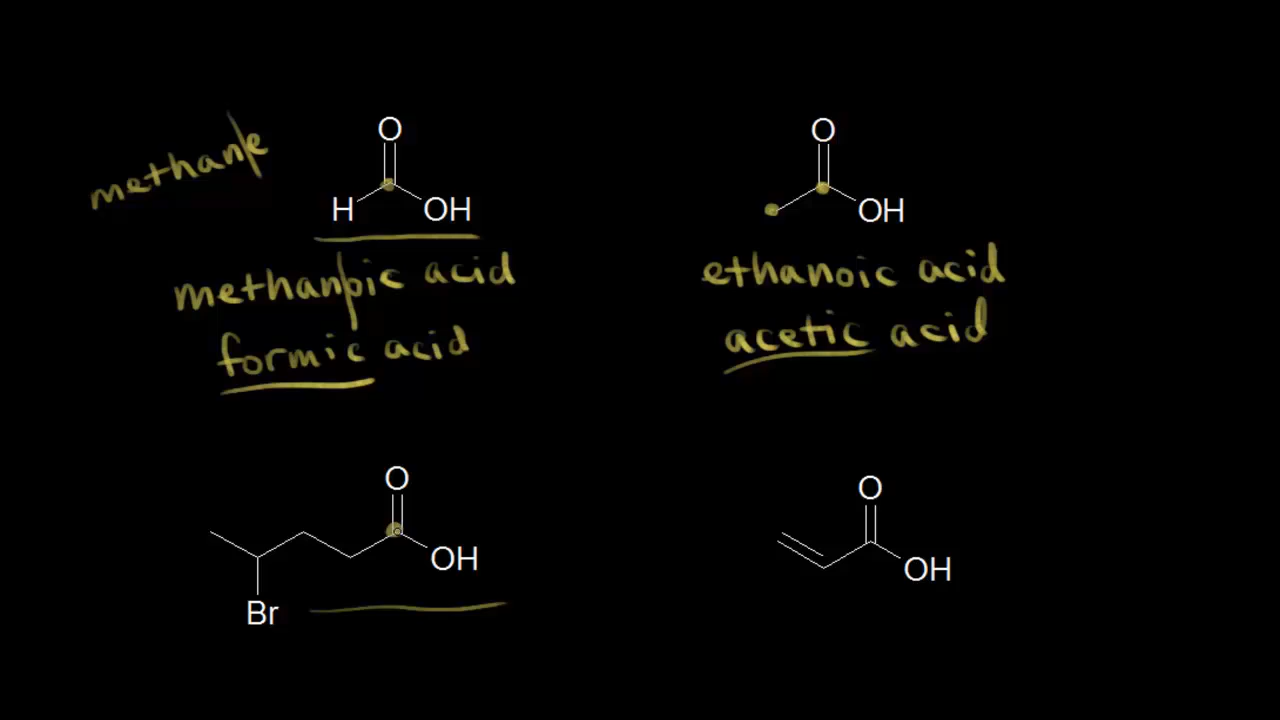 O
O
methane
H
OH
OH
methanoic acid
ethanoic acid
formic acid
acetic acid
O
O
OH
OH
Br